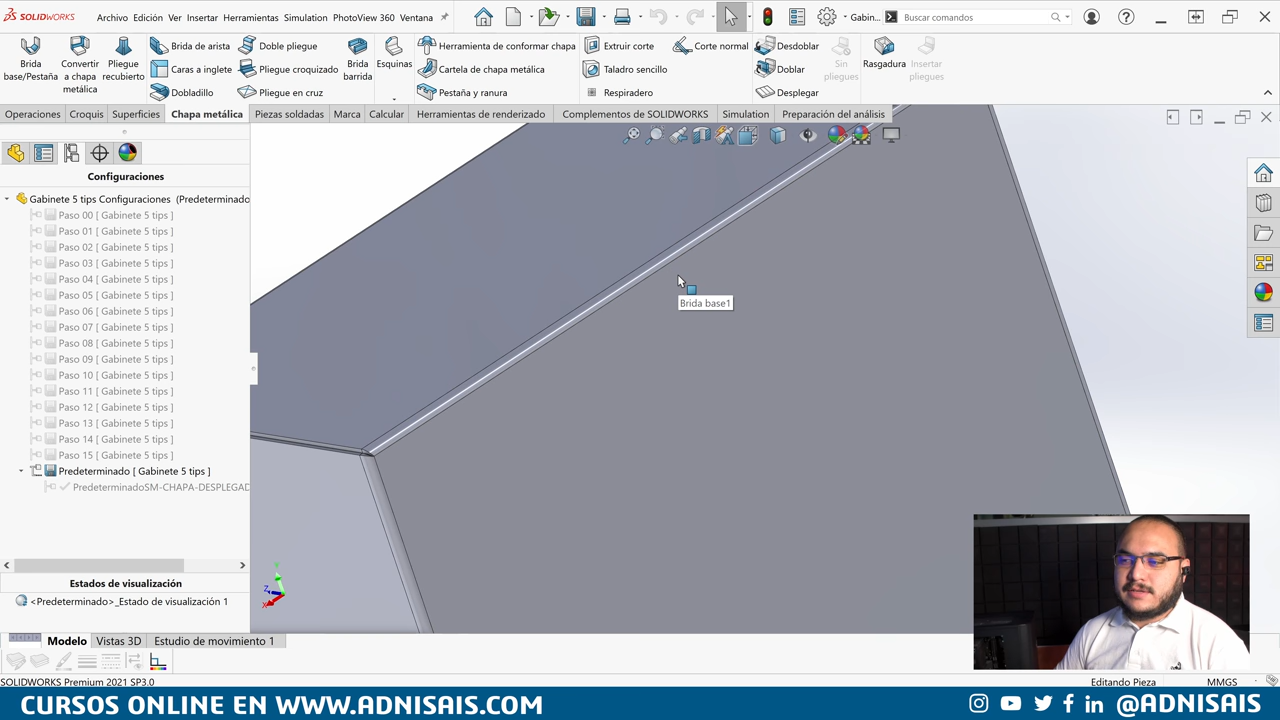 SOLIDWORKS
Archivo Edición Ver Insertar Herramientas Simulation PhotoView 360 Ventana
Gabin...
Buscar comandos
Brida base/Pestaña
Convertir a chapa metálica
Pliegue recubierto
Brida de arista
Caras a inglete
Dobladillo
Doble pliegue
Pliegue croquizado
Pliegue en cruz
Brida barrida
Esquinas
Herramienta de conformar chapa
Cartela de chapa metálica
Pestaña y ranura
Extruir corte
Taladro sencillo
Respiradero
Corte normal
Desdoblar
Doblar
Desplegar
Sin pliegues
Rasgadura
Insertar pliegues
Operaciones Croquis Superficies Chapa metálica Piezas soldadas Marca Calcular Herramientas de renderizado Complementos de SOLIDWORKS Simulation Preparación del análisis
Configuraciones
Gabinete 5 tips Configuraciones (Predeterminado
Paso 00 [ Gabinete 5 tips ]
Paso 01 [ Gabinete 5 tips ]
Paso 02 [ Gabinete 5 tips ]
Paso 03 [ Gabinete 5 tips ]
Paso 04 [ Gabinete 5 tips ]
Paso 05 [ Gabinete 5 tips ]
Paso 06 [ Gabinete 5 tips ]
Paso 07 [ Gabinete 5 tips ]
Paso 08 [ Gabinete 5 tips ]
Paso 09 [ Gabinete 5 tips ]
Paso 10 [ Gabinete 5 tips ]
Paso 11 [ Gabinete 5 tips ]
Paso 12 [ Gabinete 5 tips ]
Paso 13 [ Gabinete 5 tips ]
Paso 14 [ Gabinete 5 tips ]
Paso 15 [ Gabinete 5 tips ]
Predeterminado [ Gabinete 5 tips ]
PredeterminadoSM-CHAPA-DESPLEGAD
Brida base1
Estados de visualización
<Predeterminado>_Estado de visualización 1
Y
Z
X
Modelo Vistas 3D Estudio de movimiento 1
SOLIDWORKS Premium 2021 SP3.0
Editando Pieza
MMGS
CURSOS ONLINE EN WWW.ADNISAIS.COM
@ADNISAIS